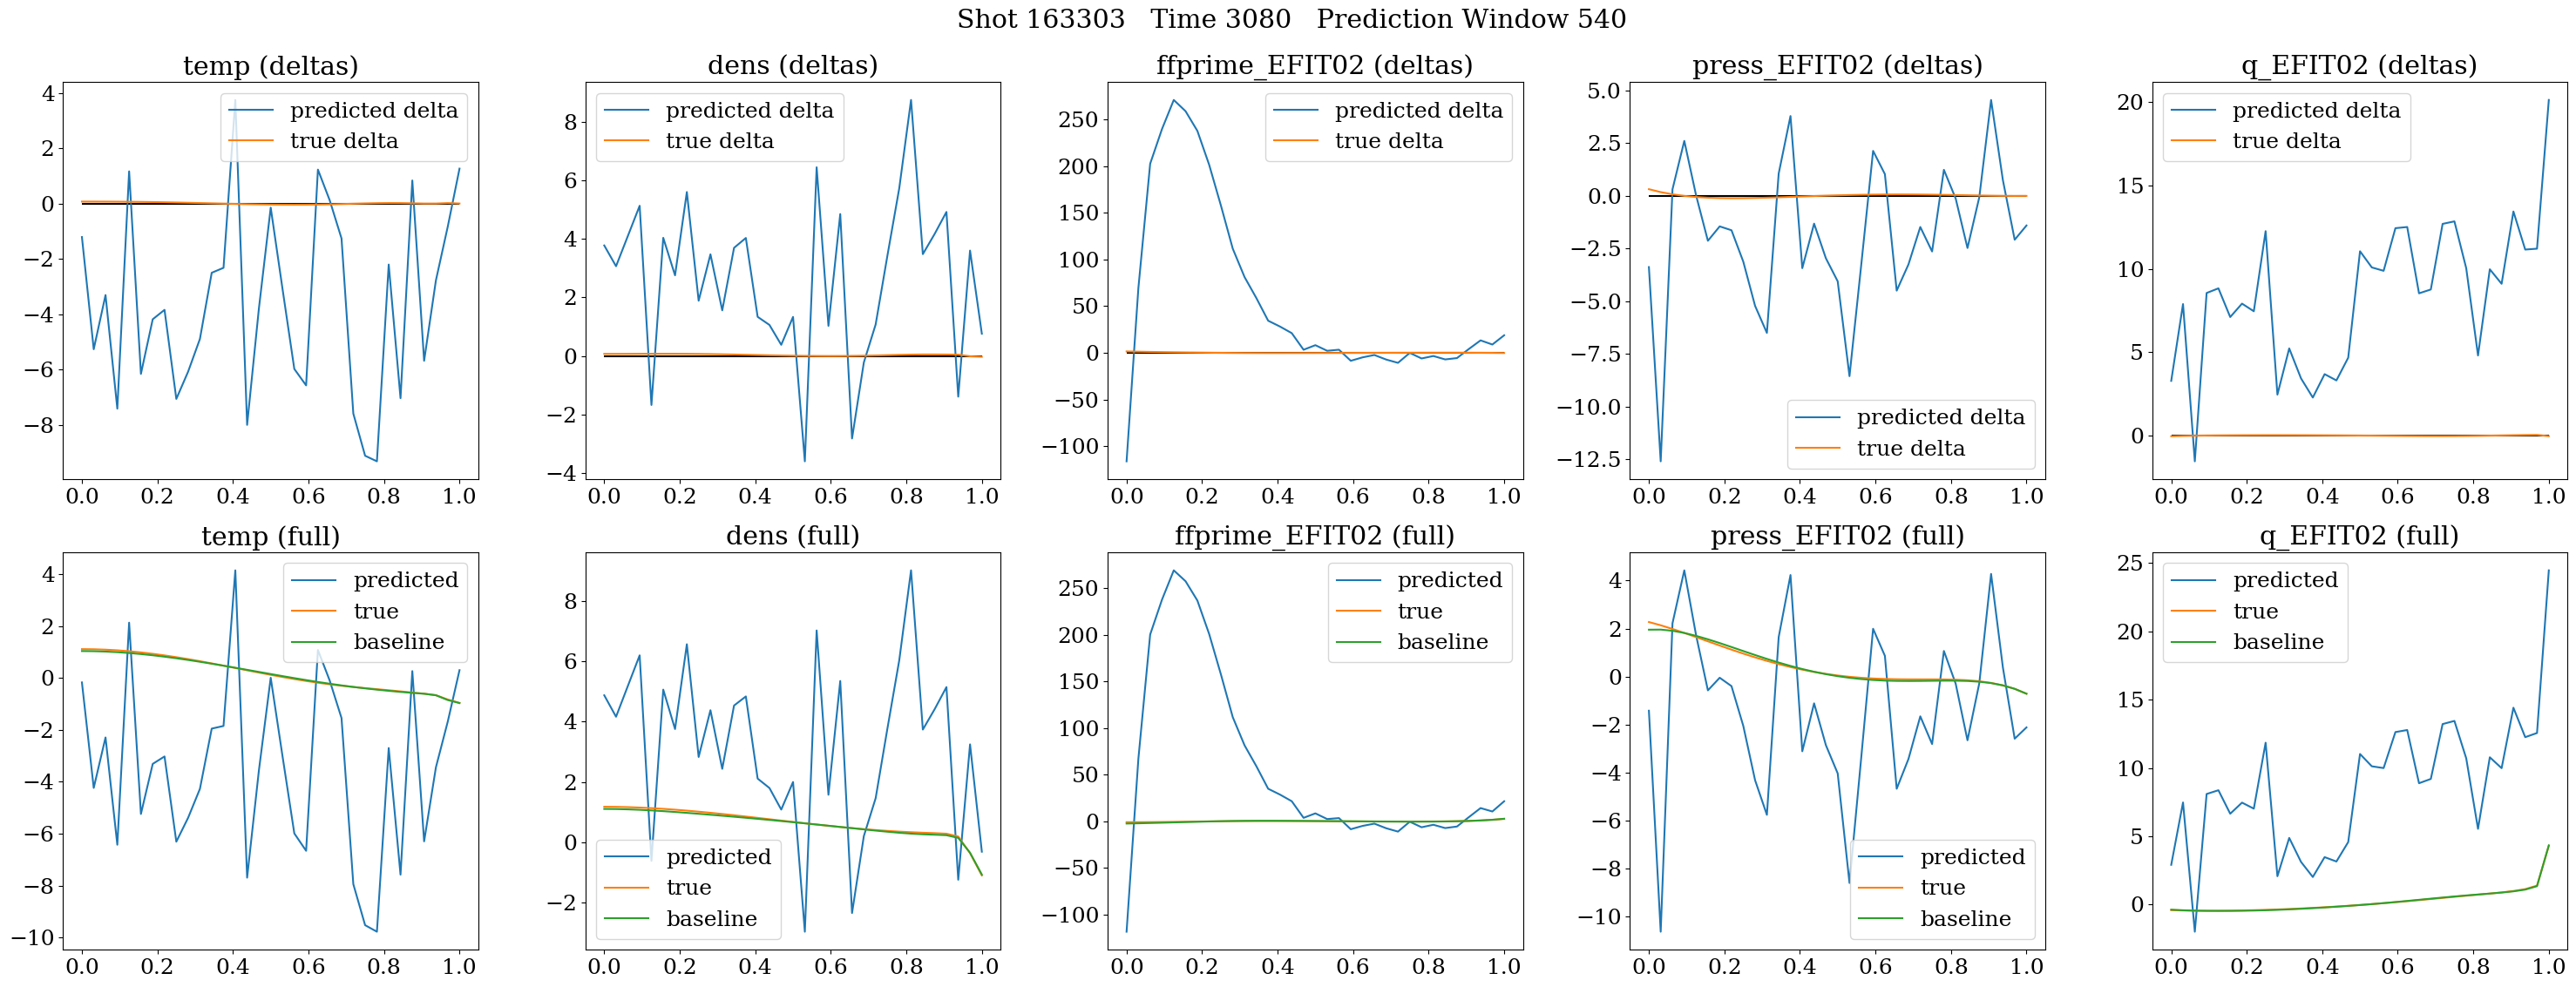 Shot 163303   Time 3080   Prediction Window 540
temp (deltas)
4
2
0
−2
−4
−6
−8
0.0 0.2 0.4 0.6 0.8 1.0
predicted delta
true delta
dens (deltas)
8
6
4
2
0
−2
−4
0.0 0.2 0.4 0.6 0.8 1.0
predicted delta
true delta
ffprime_EFIT02 (deltas)
250
200
150
100
50
0
−50
−100
0.0 0.2 0.4 0.6 0.8 1.0
predicted delta
true delta
press_EFIT02 (deltas)
5.0
2.5
0.0
−2.5
−5.0
−7.5
−10.0
−12.5
0.0 0.2 0.4 0.6 0.8 1.0
predicted delta
true delta
q_EFIT02 (deltas)
20
15
10
5
0
0.0 0.2 0.4 0.6 0.8 1.0
predicted delta
true delta
temp (full)
4
2
0
−2
−4
−6
−8
−10
0.0 0.2 0.4 0.6 0.8 1.0
predicted
true
baseline
dens (full)
8
6
4
2
0
−2
0.0 0.2 0.4 0.6 0.8 1.0
predicted
true
baseline
ffprime_EFIT02 (full)
250
200
150
100
50
0
−50
−100
0.0 0.2 0.4 0.6 0.8 1.0
predicted
true
baseline
press_EFIT02 (full)
4
2
0
−2
−4
−6
−8
−10
0.0 0.2 0.4 0.6 0.8 1.0
predicted
true
baseline
q_EFIT02 (full)
25
20
15
10
5
0
0.0 0.2 0.4 0.6 0.8 1.0
predicted
true
baseline